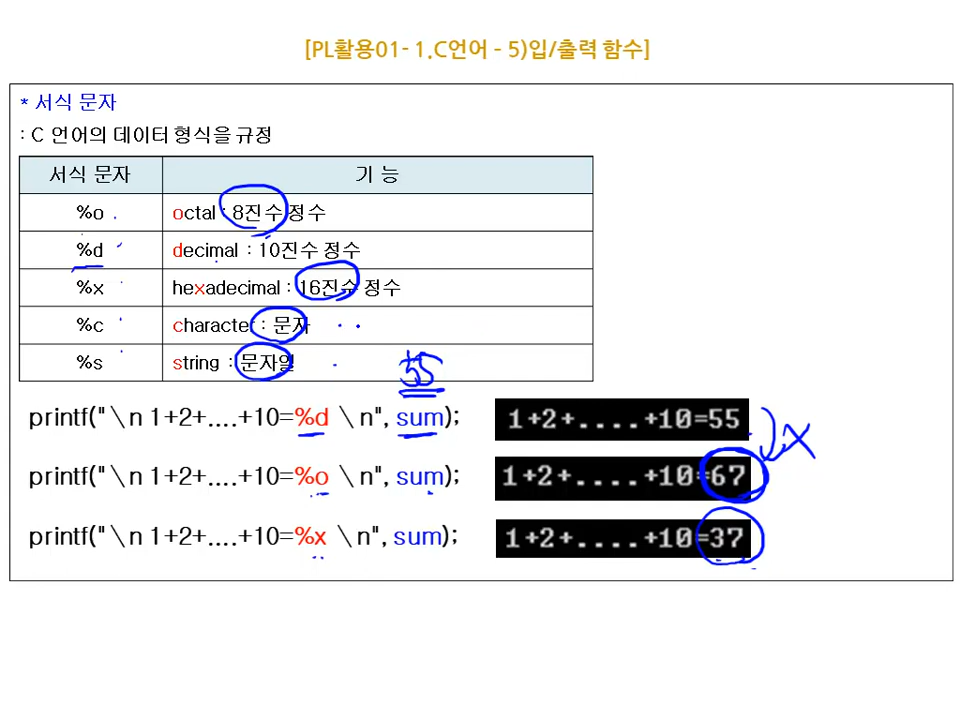 [PL활용01- 1.C언어 - 5)입/출력 함수]
* 서식 문자
: C 언어의 데이터 형식을 규정
서식 문자 기 능
%o octal : 8진수 정수
%d decimal : 10진수 정수
%x hexadecimal : 16진수 정수
%c character : 문자
%s string : 문자열
55
printf("\n 1+2+....+10=%d \n", sum); 1+2+....+10=55
printf("\n 1+2+....+10=%o \n", sum); 1+2+....+10=67
printf("\n 1+2+....+10=%x \n", sum); 1+2+....+10=37